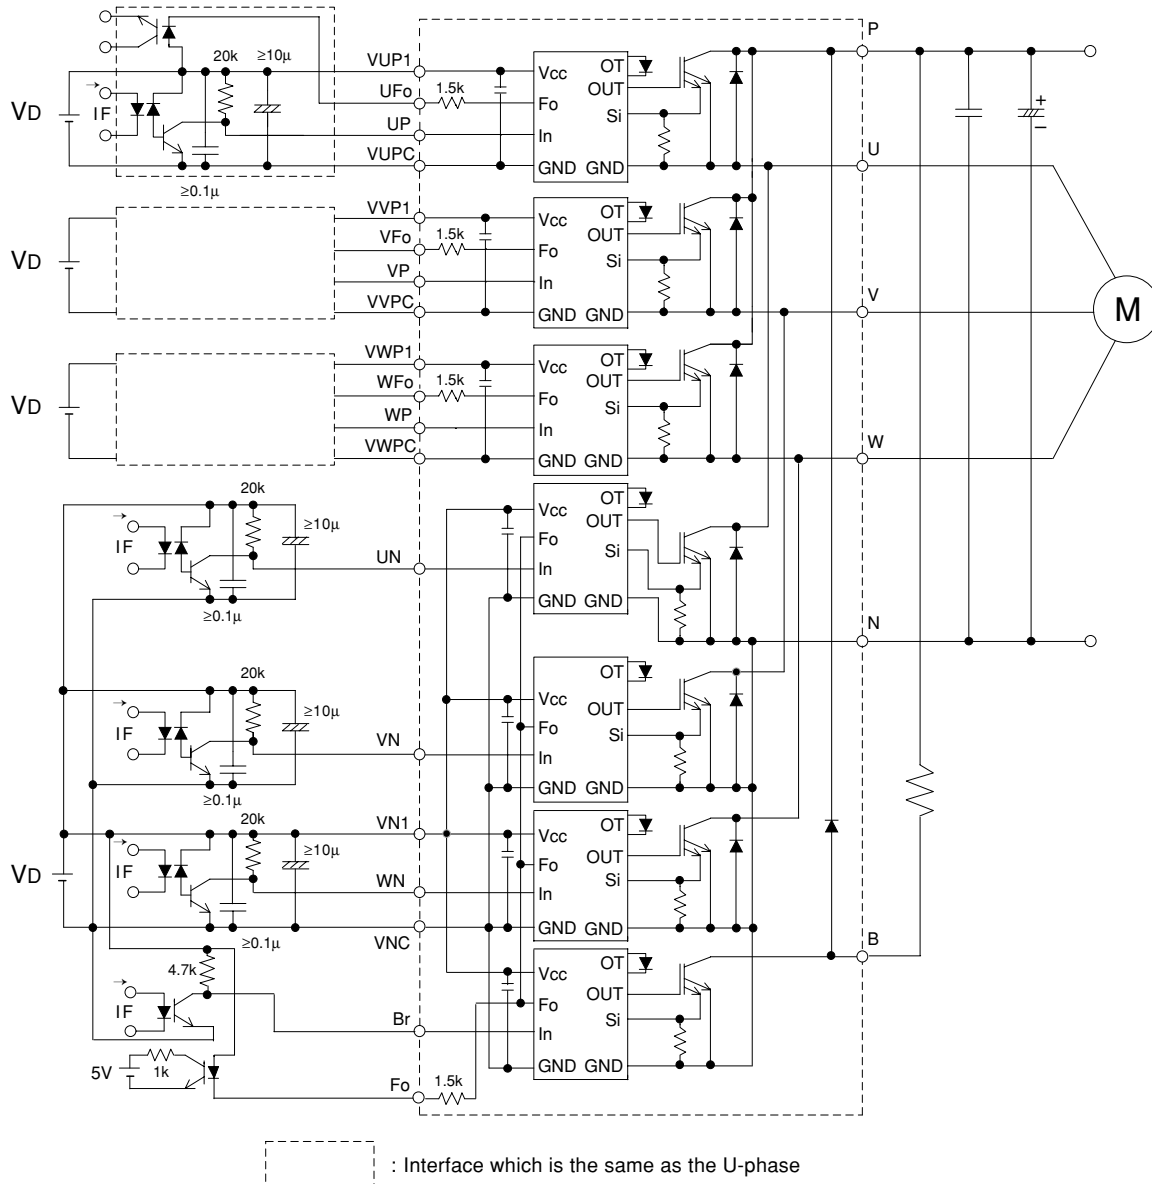 P
20k ≥10µ VUP1 Vcc OT
UFo 1.5k OUT
VD IF Fo Si +
UP In −
VUPC GND GND U
≥0.1µ
VVP1 Vcc OT
VFo 1.5k OUT
VD Fo Si
VP In
VVPC GND GND V
M
VWP1 Vcc OT
WFo 1.5k OUT
VD Fo Si
WP In
VWPC GND GND W
20k
≥10µ Vcc OT
IF OUT
Fo Si
UN In
≥0.1µ GND GND N
20k
≥10µ Vcc OT
IF OUT
VN Fo Si
In
≥0.1µ GND GND
20k VN1 Vcc OT
≥10µ OUT
VD IF Fo Si
WN In
≥0.1µ VNC GND GND B
4.7k Vcc OT
IF OUT
Br Fo Si
In
5V 1k GND GND
Fo 1.5k
: Interface which is the same as the U-phase